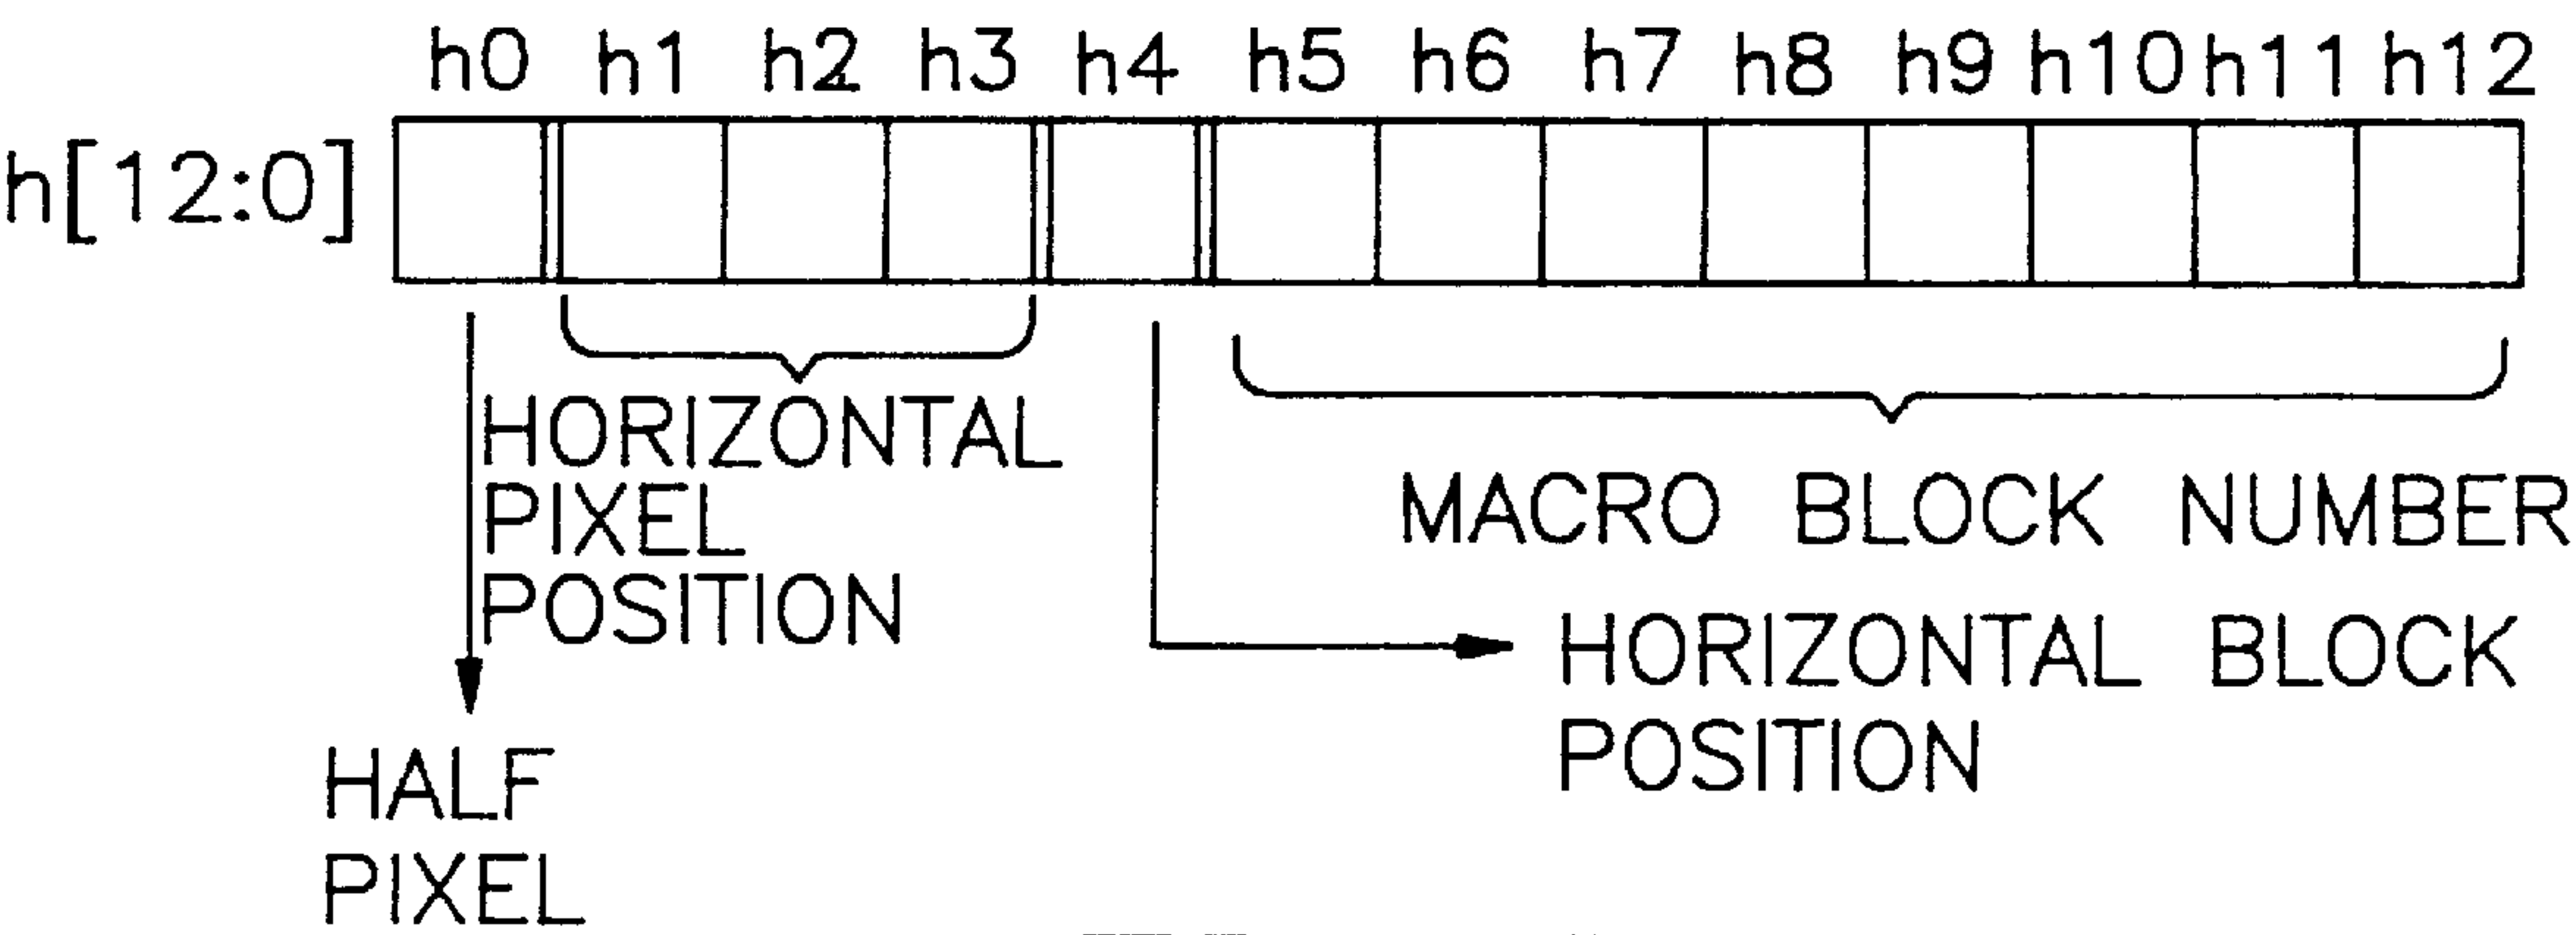 h0 h1 h2 h3 h4 h5 h6 h7 h8 h9 h10 h11 h12
h[12:0]
HORIZONTAL
PIXEL
POSITION
MACRO BLOCK NUMBER
HORIZONTAL BLOCK
POSITION
HALF
PIXEL